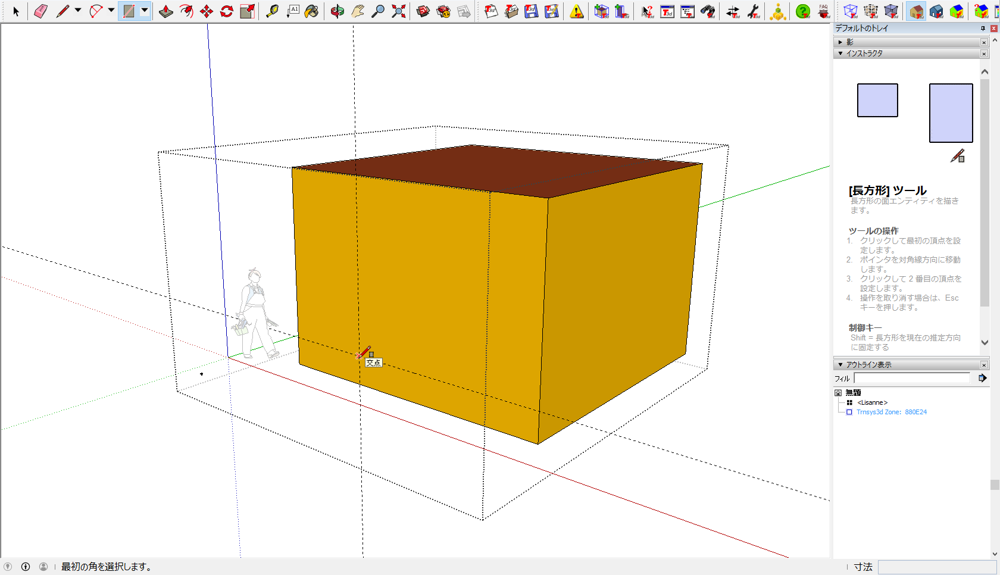 A1
T3d
T3d
T3d
T3d
FAQ
デフォルトのトレイ
影
インストラクタ
[長方形] ツール
長方形の面エンティティを描き
ます。
ツールの操作
1. クリックして最初の頂点を設
定します。
2. ポインタを対角線方向に移動
します。
3. クリックして 2 番目の頂点を
設定します。
4. 操作を取り消す場合は、Esc
キーを押します。
制御キー
Shift = 長方形を現在の推定方向
に固定する
交点
アウトライン表示
フィル
無題
<Lisanne>
Trnsys3d Zone: 880E24
最初の角を選択します。
寸法